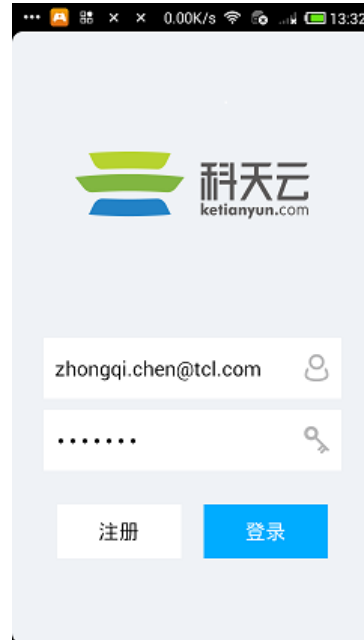 0.00K/s 13:32
科天云
ketianyun.com
zhongqi.chen@tcl.com
•••••••
注册 登录